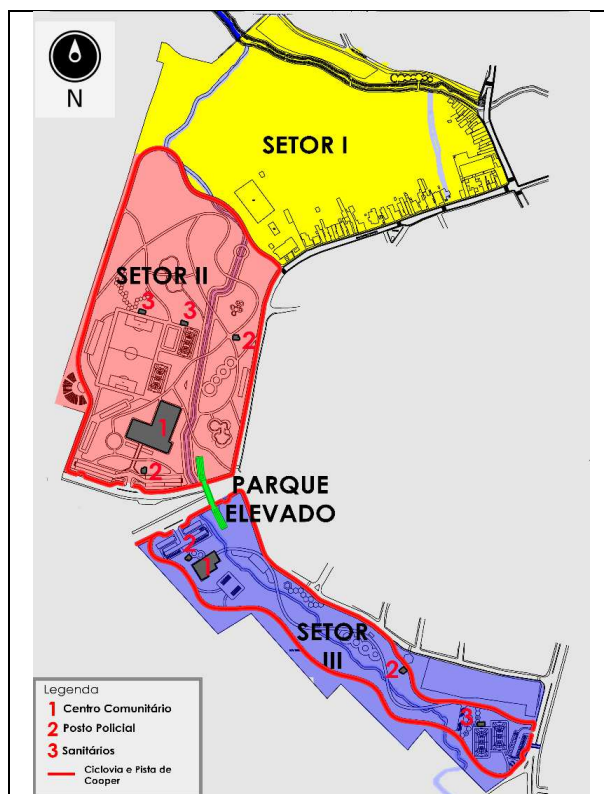 N
SETOR I
SETOR II
3
3
2
1
2
PARQUE
ELEVADO
2
1
SETOR
III
2
3
Legenda
1 Centro Comunitário
2 Posto Policial
3 Sanitários
Ciclovia e Pista de
Cooper